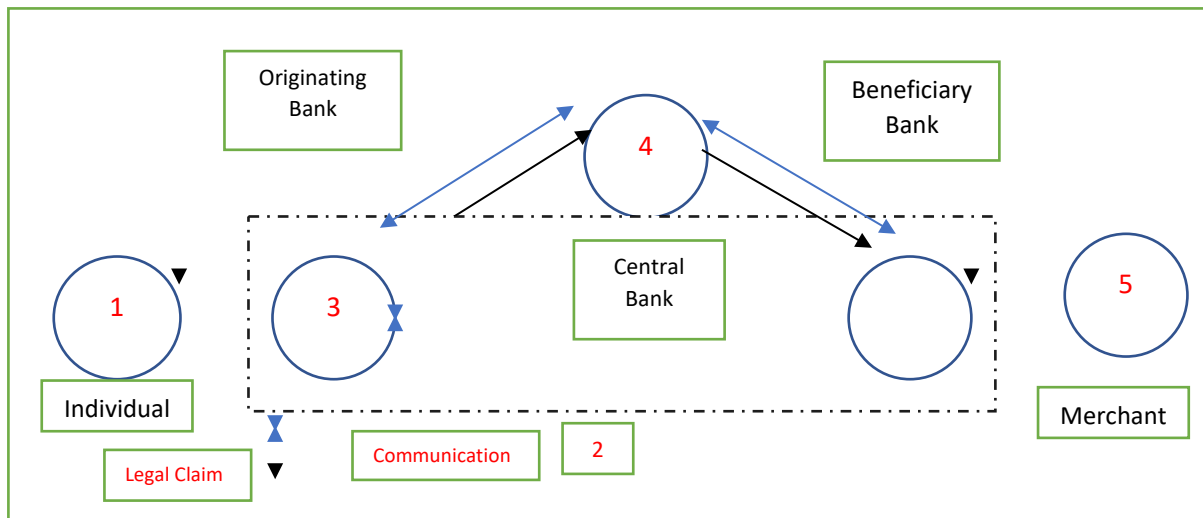 Originating
Bank
Beneficiary
Bank
4
Central
Bank
1
3
5
Individual
Merchant
Communication
2
Legal Claim